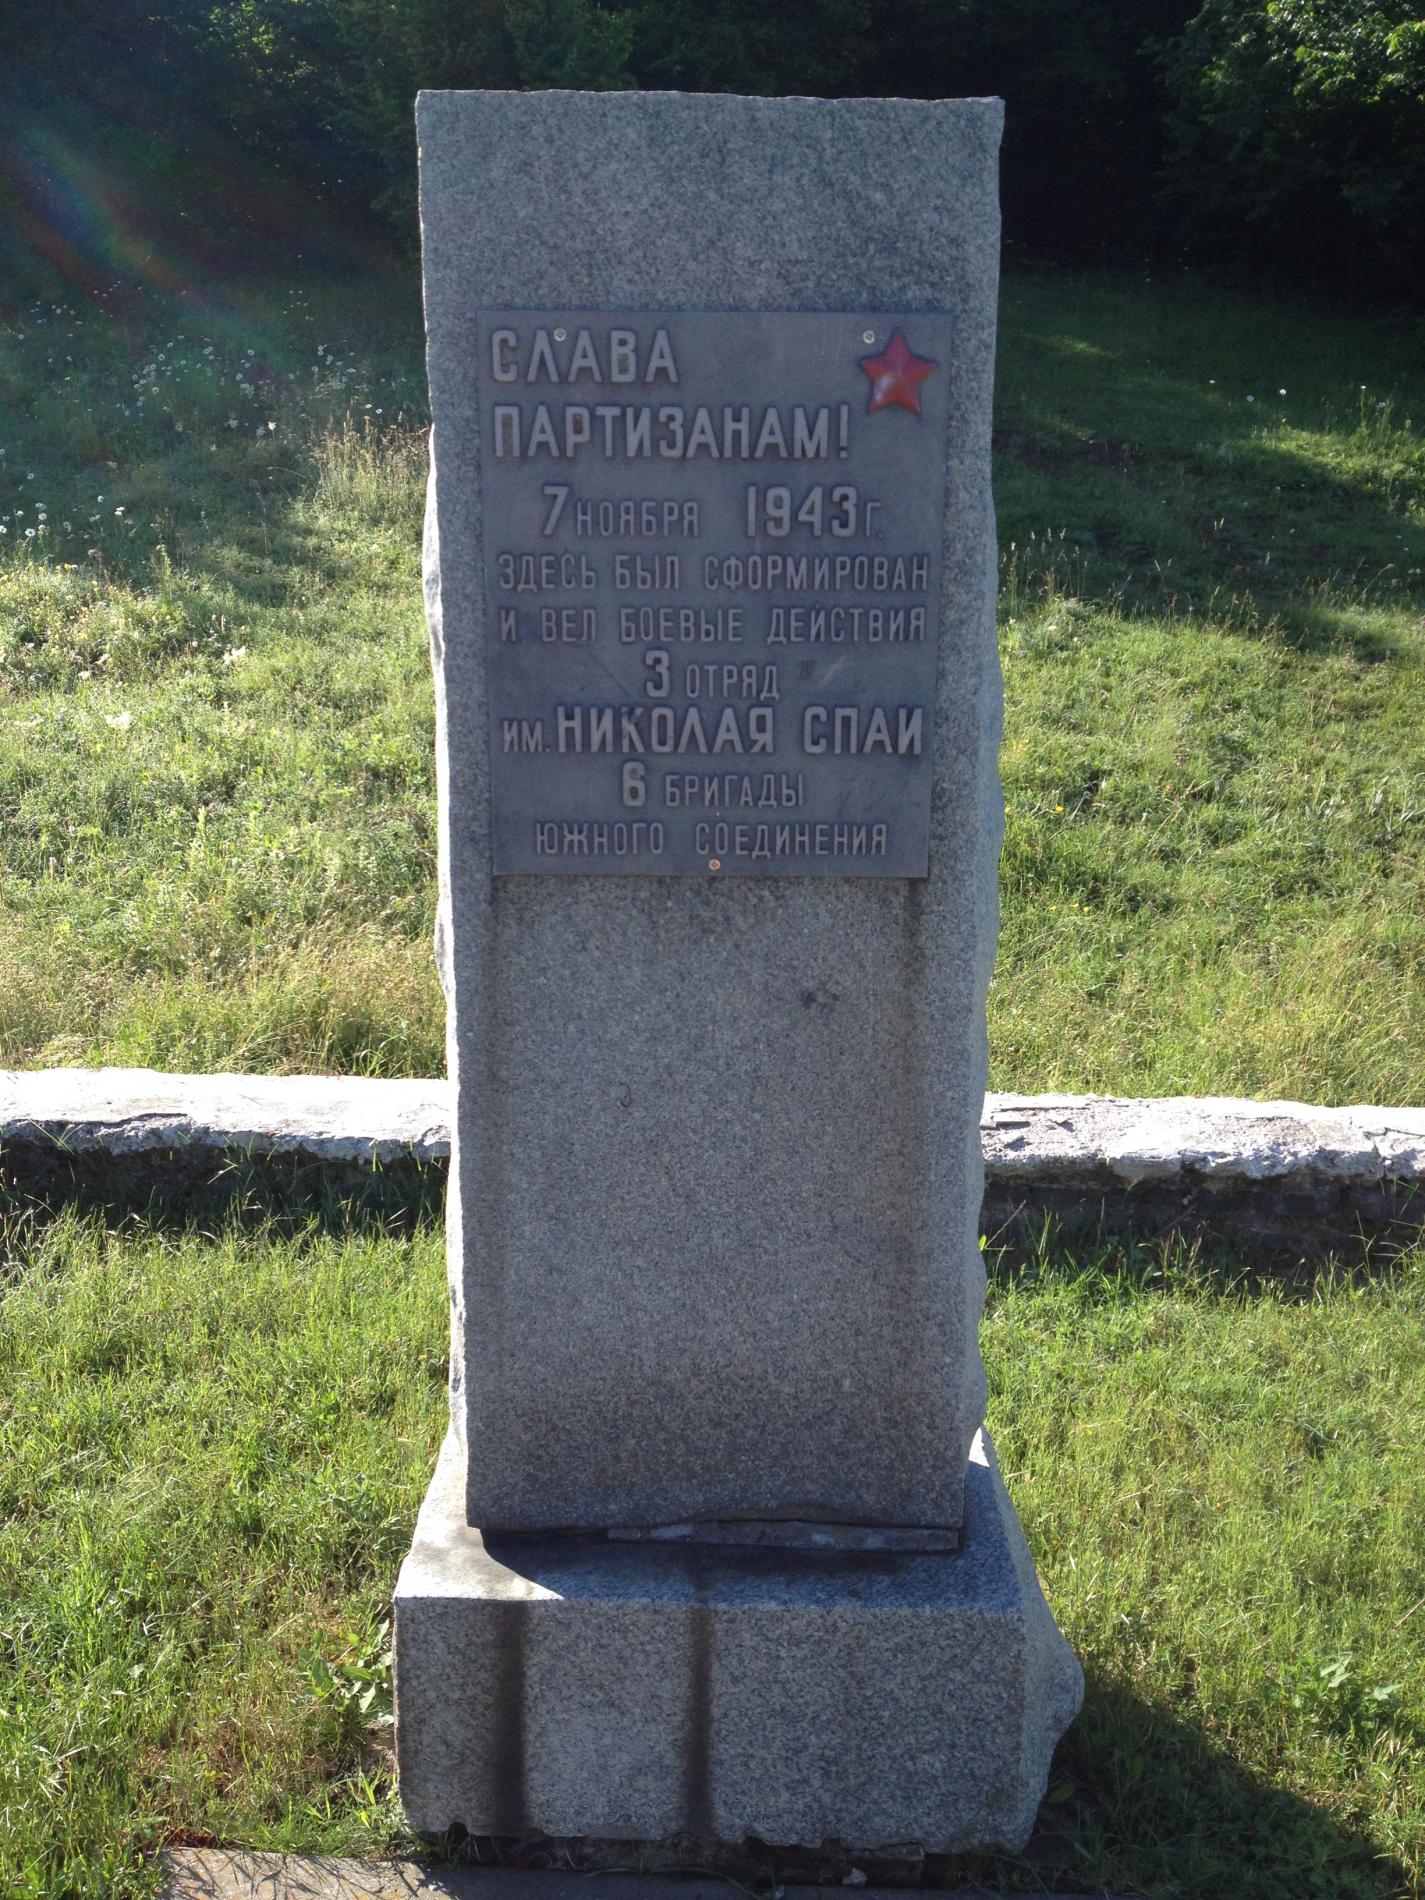 СЛАВА
ПАРТИЗАНАМ!
7 НОЯБРЯ 1943 Г.
ЗДЕСЬ БЫЛ СФОРМИРОВАН
И ВЕЛ БОЕВЫЕ ДЕЙСТВИЯ
3 ОТРЯД
ИМ. НИКОЛАЯ СПАИ
6 БРИГАДЫ
ЮЖНОГО СОЕДИНЕНИЯ